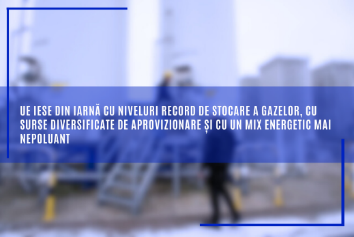 UE IESE DIN IARNĂ CU NIVELURI RECORD DE STOCARE A GAZELOR, CU
SURSE DIVERSIFICATE DE APROVIZIONARE ȘI CU UN MIX ENERGETIC MAI
NEPOLUANT